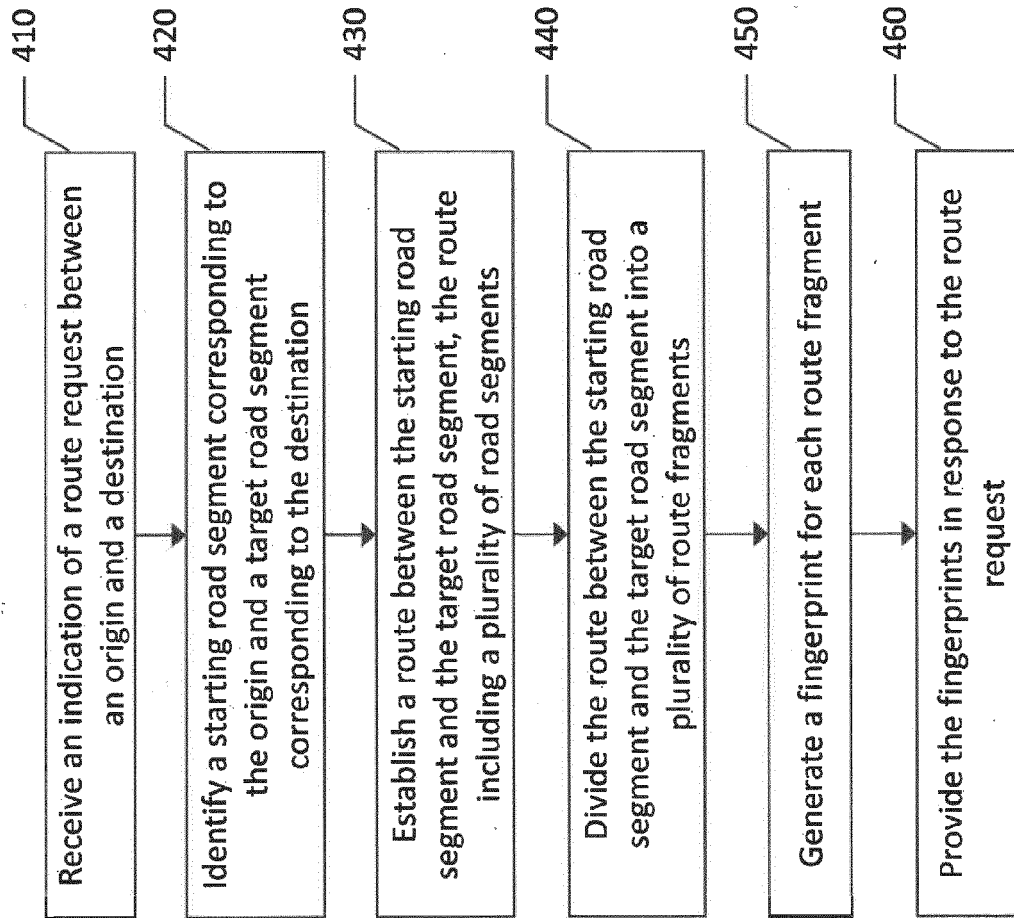 410
Receive an indication of a route request between
an origin and a destination
420
Identify a starting road segment corresponding to
the origin and a target road segment
corresponding to the destination
430
Establish a route between the starting road
segment and the target road segment, the route
including a plurality of road segments
440
Divide the route between the starting road
segment and the target road segment into a
plurality of route fragments
450
Generate a fingerprint for each route fragment
460
Provide the fingerprints in response to the route
request